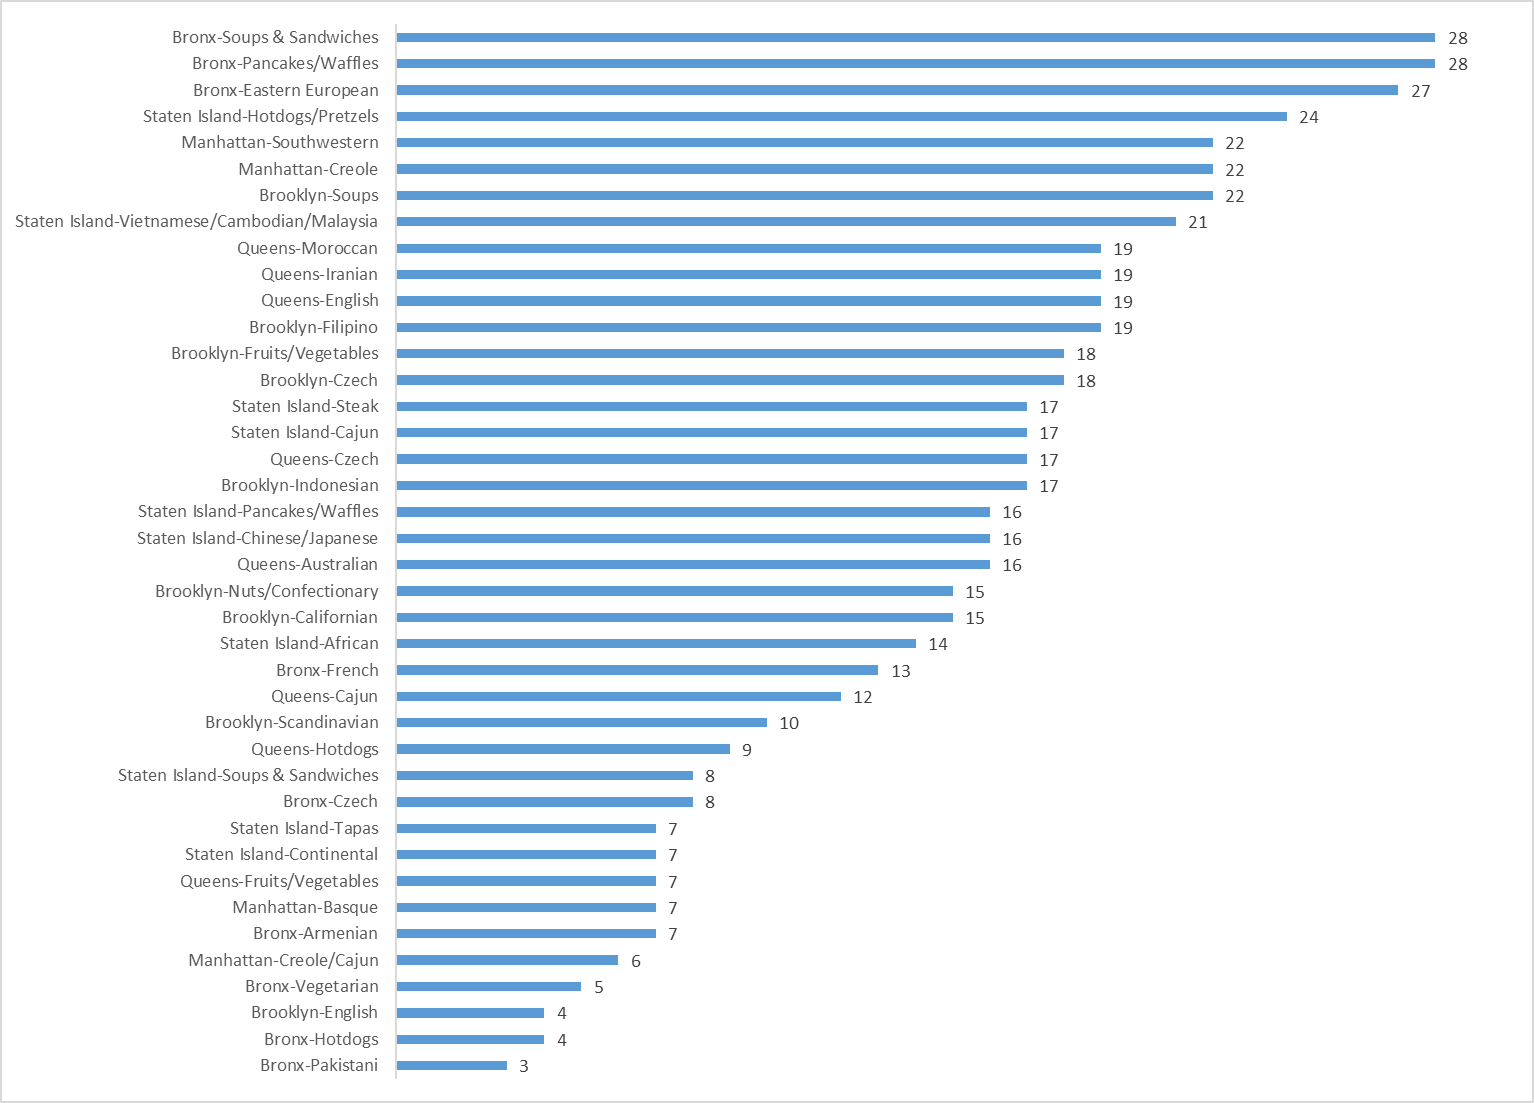 Bronx-Soups & Sandwiches 28
Bronx-Pancakes/Waffles 28
Bronx-Eastern European 27
Staten Island-Hotdogs/Pretzels 24
Manhattan-Southwestern 22
Manhattan-Creole 22
Brooklyn-Soups 22
Staten Island-Vietnamese/Cambodian/Malaysia 21
Queens-Moroccan 19
Queens-Iranian 19
Queens-English 19
Brooklyn-Filipino 19
Brooklyn-Fruits/Vegetables 18
Brooklyn-Czech 18
Staten Island-Steak 17
Staten Island-Cajun 17
Queens-Czech 17
Brooklyn-Indonesian 17
Staten Island-Pancakes/Waffles 16
Staten Island-Chinese/Japanese 16
Queens-Australian 16
Brooklyn-Nuts/Confectionary 15
Brooklyn-Californian 15
Staten Island-African 14
Bronx-French 13
Queens-Cajun 12
Brooklyn-Scandinavian 10
Queens-Hotdogs 9
Staten Island-Soups & Sandwiches 8
Bronx-Czech 8
Staten Island-Tapas 7
Staten Island-Continental 7
Queens-Fruits/Vegetables 7
Manhattan-Basque 7
Bronx-Armenian 7
Manhattan-Creole/Cajun 6
Bronx-Vegetarian 5
Brooklyn-English 4
Bronx-Hotdogs 4
Bronx-Pakistani 3